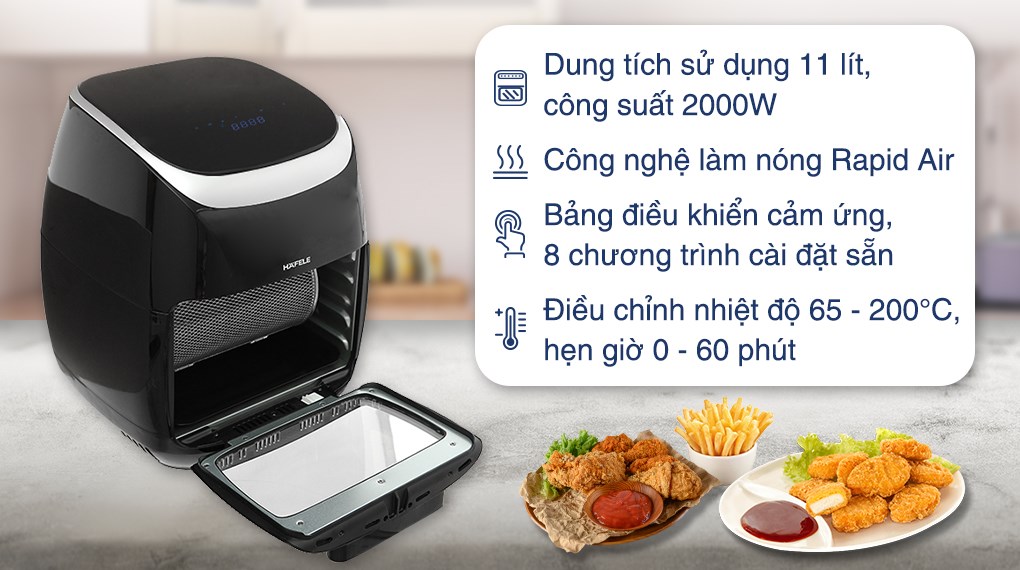 Dung tích sử dụng 11 lít,
công suất 2000W
Công nghệ làm nóng Rapid Air
Bảng điều khiển cảm ứng,
8 chương trình cài đặt sẵn
Điều chỉnh nhiệt độ 65 - 200°C,
hẹn giờ 0 - 60 phút
HÄFELE